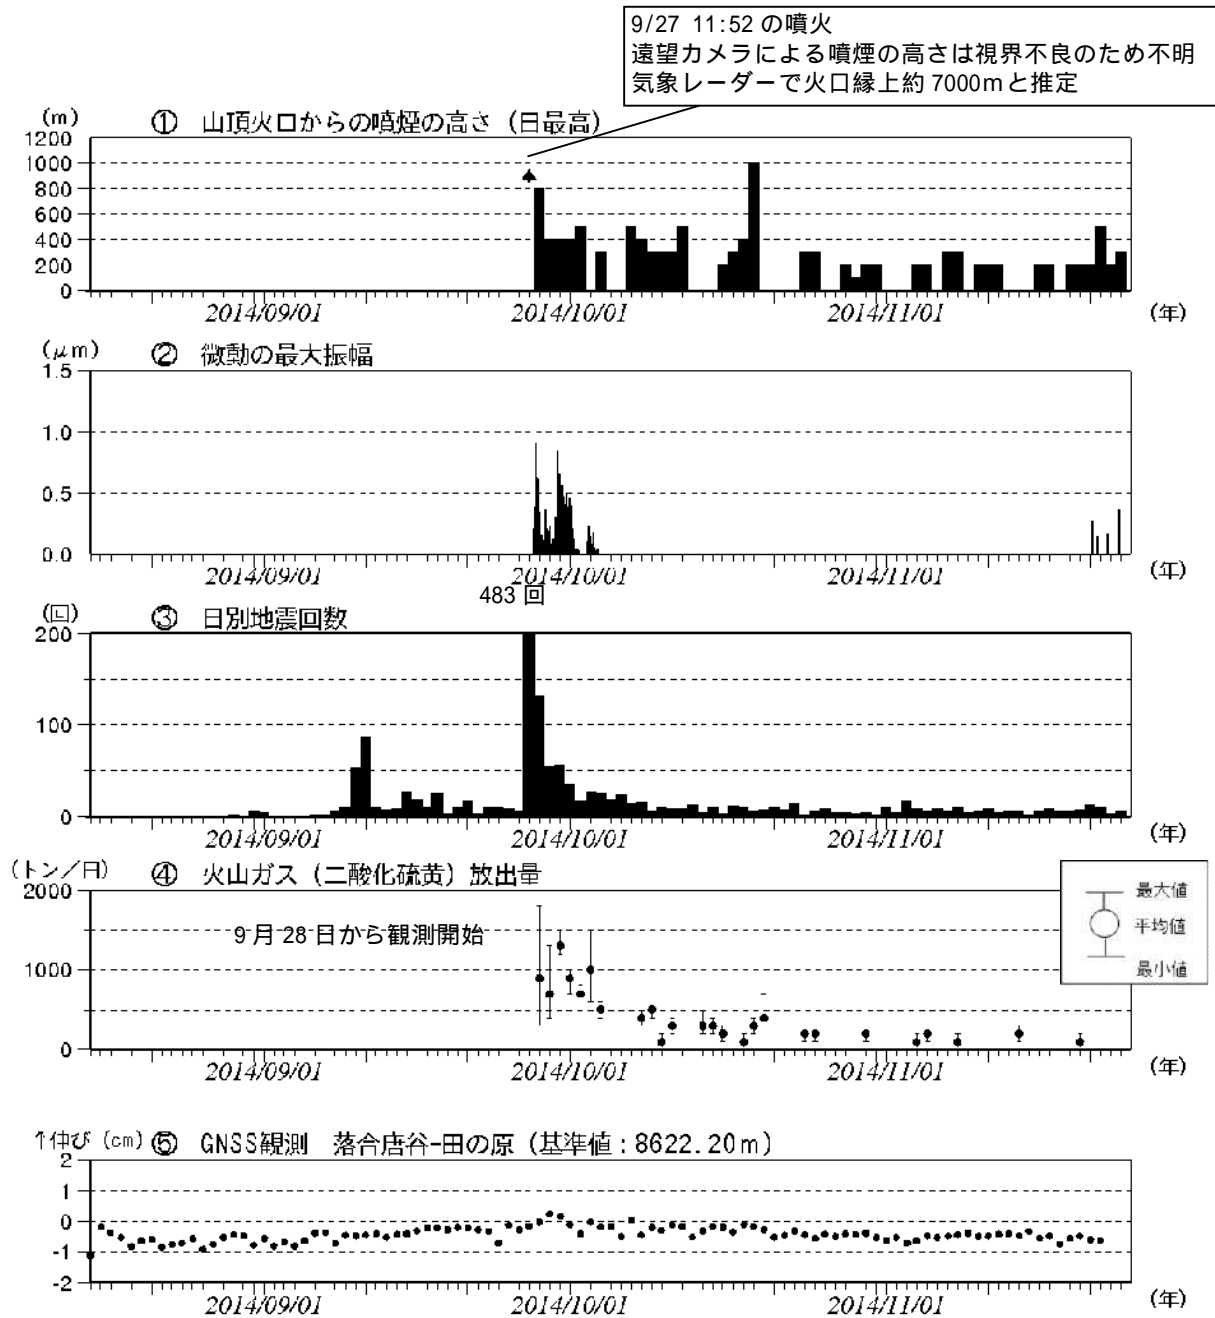 9/27 11:52 の噴火
遠望カメラによる噴煙の高さは視界不良のため不明
気象レーダーで火口縁上約 7000m と推定
(m) ① 山頂火口からの噴煙の高さ（日最高）
1200
1000
800
600
400
200
0
2014/09/01 2014/10/01 2014/11/01 (年)
(μm) ② 微動の最大振幅
1.5
1.0
0.5
0.0
2014/09/01 2014/10/01 2014/11/01 (年)
483 回
(回) ③ 日別地震回数
200
100
0
2014/09/01 2014/10/01 2014/11/01 (年)
(トン／日) ④ 火山ガス（二酸化硫黄）放出量
2000
9 月 28 日から観測開始
1000
0
最大値
平均値
最小値
2014/09/01 2014/10/01 2014/11/01 (年)
↑伸び (cm) ⑤ GNSS観測 落合唐谷-田の原（基準値：8622.20m）
2
1
0
-1
-2
2014/09/01 2014/10/01 2014/11/01 (年)